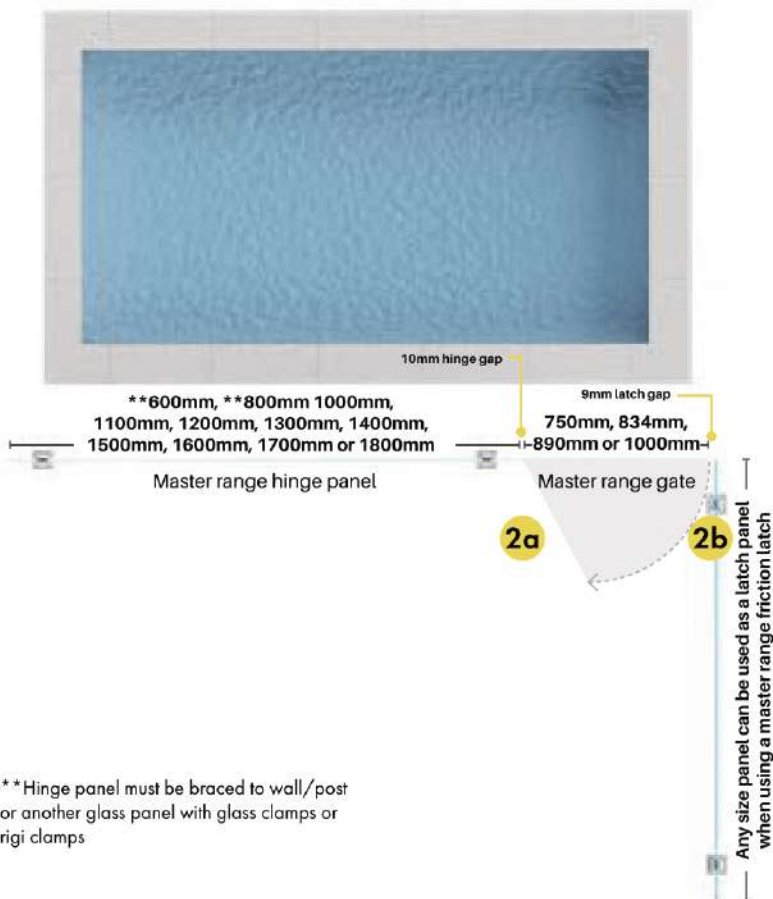 10mm hinge gap
9mm latch gap
**600mm, **800mm 1000mm,
1100mm, 1200mm, 1300mm, 1400mm,
1500mm, 1600mm, 1700mm or 1800mm
750mm, 834mm,
890mm or 1000mm
Master range hinge panel
Master range gate
2a
2b
Any size panel can be used as a latch panel
when using a master range friction latch
**Hinge panel must be braced to wall/post
or another glass panel with glass clamps or
rigi clamps